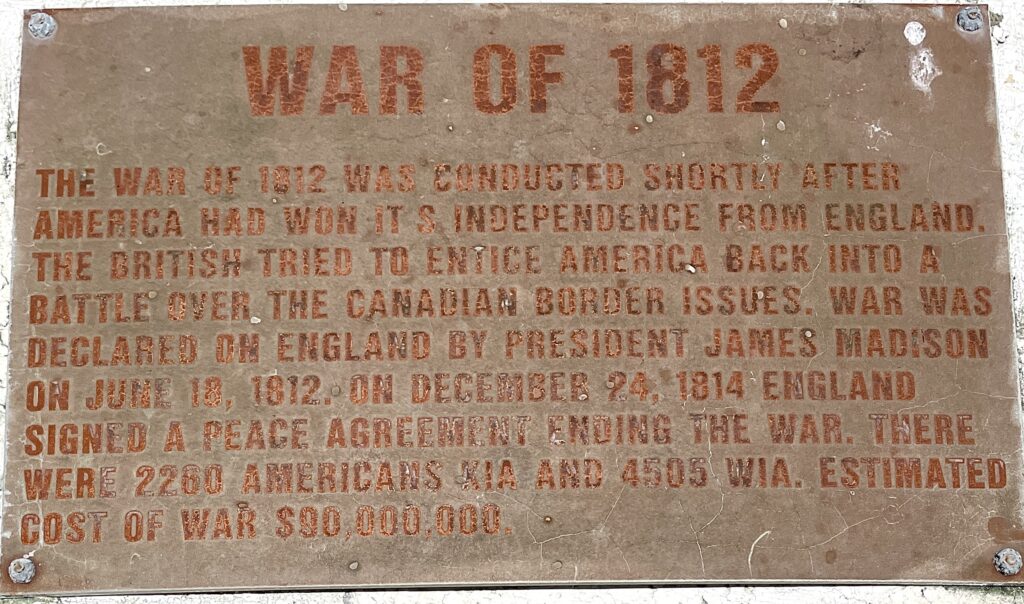 WAR OF 1812
THE WAR OF 1812 WAS CONDUCTED SHORTLY AFTER
AMERICA HAD WON IT S INDEPENDENCE FROM ENGLAND.
THE BRITISH TRIED TO ENTICE AMERICA BACK INTO A
BATTLE OVER THE CANADIAN BORDER ISSUES. WAR WAS
DECLARED ON ENGLAND BY PRESIDENT JAMES MADISON
ON JUNE 18, 1812. ON DECEMBER 24, 1814 ENGLAND
SIGNED A PEACE AGREEMENT ENDING THE WAR. THERE
WERE 2260 AMERICANS KIA AND 4505 WIA. ESTIMATED
COST OF WAR $90,000,000.